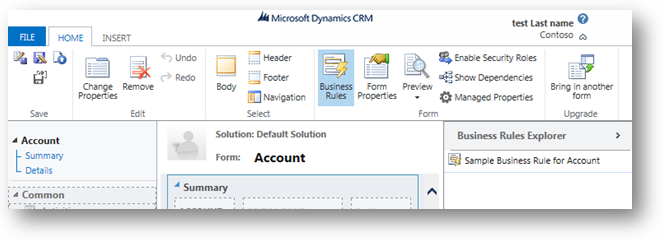 Microsoft Dynamics CRM
test Last name
Contoso
FILE
HOME
INSERT
Save
Change Properties
Remove
Undo
Redo
Edit
Body
Header
Footer
Navigation
Select
Business Rules
Form Properties
Preview
Enable Security Roles
Show Dependencies
Managed Properties
Form
Bring in another form
Upgrade
Account
Summary
Details
Common
Solution: Default Solution
Form: Account
Summary
Business Rules Explorer
Sample Business Rule for Account